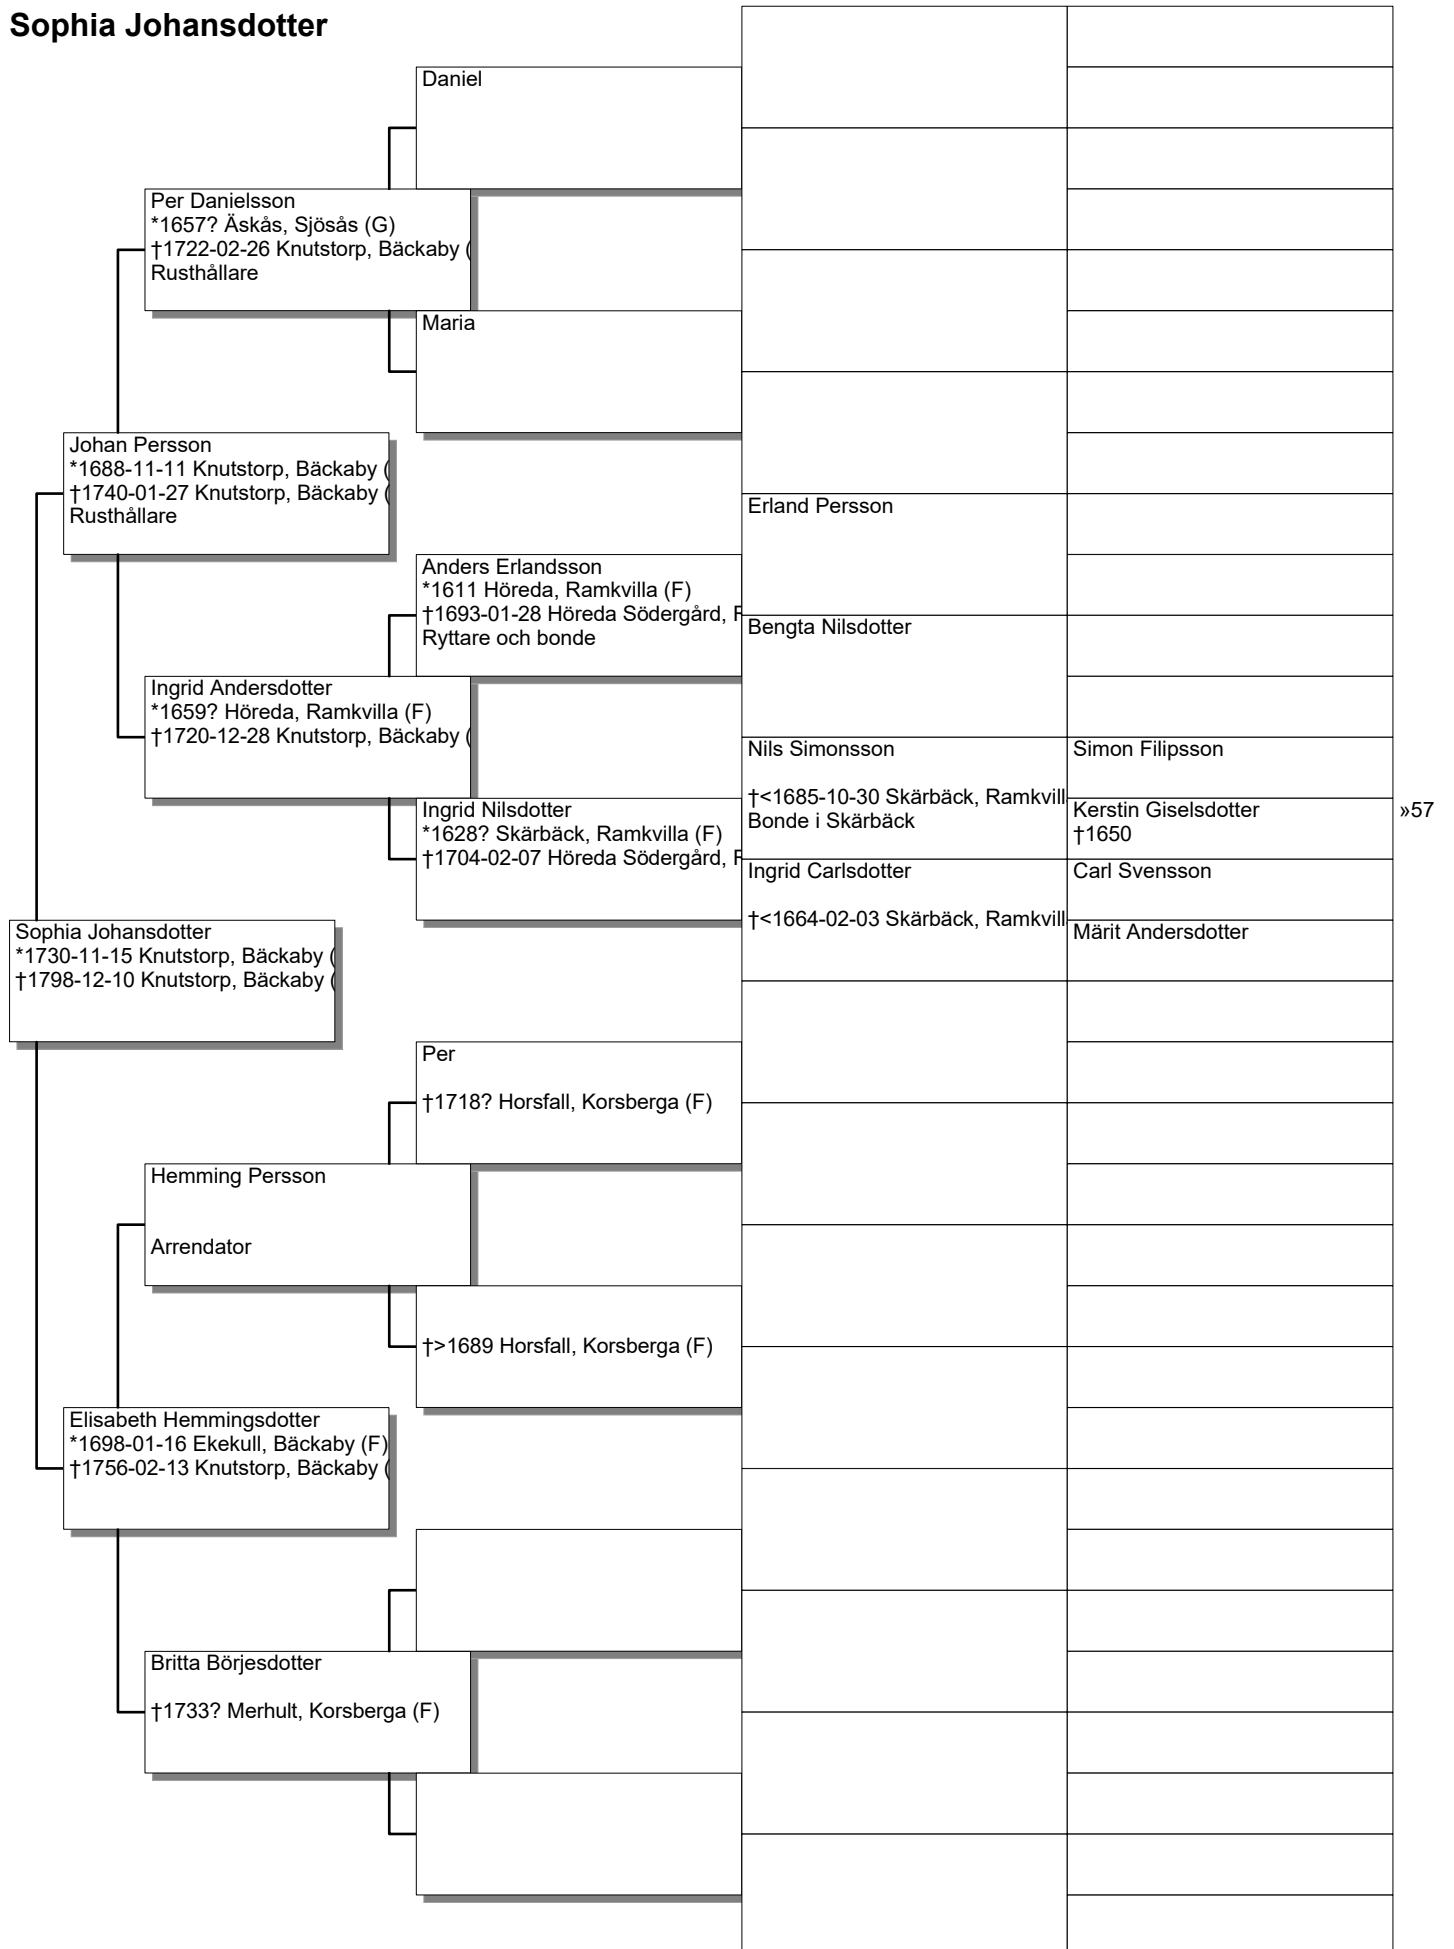 Sophia Johansdotter
Daniel
Per Danielsson
*1657? Äskås, Sjösås (G)
†1722-02-26 Knutstorp, Bäckaby (
Rusthållare
Maria
Johan Persson
*1688-11-11 Knutstorp, Bäckaby (
†1740-01-27 Knutstorp, Bäckaby (
Rusthållare
Erland Persson
Anders Erlandsson
*1611 Höreda, Ramkvilla (F)
†1693-01-28 Höreda Södergård, F
Ryttare och bonde
Bengta Nilsdotter
Ingrid Andersdotter
*1659? Höreda, Ramkvilla (F)
†1720-12-28 Knutstorp, Bäckaby (
Nils Simonsson
†<1685-10-30 Skärbäck, Ramkvill
Bonde i Skärbäck
Simon Filipsson
Kerstin Giselsdotter
†1650
»57
Ingrid Nilsdotter
*1628? Skärbäck, Ramkvilla (F)
†1704-02-07 Höreda Södergård, F
Ingrid Carlsdotter
†<1664-02-03 Skärbäck, Ramkvill
Carl Svensson
Märit Andersdotter
Sophia Johansdotter
*1730-11-15 Knutstorp, Bäckaby (
†1798-12-10 Knutstorp, Bäckaby (
Per
†1718? Horsfall, Korsberga (F)
Hemming Persson
Arrendator
†>1689 Horsfall, Korsberga (F)
Elisabeth Hemmingsdotter
*1698-01-16 Ekekull, Bäckaby (F)
†1756-02-13 Knutstorp, Bäckaby (
Britta Börjesdotter
†1733? Merhult, Korsberga (F)